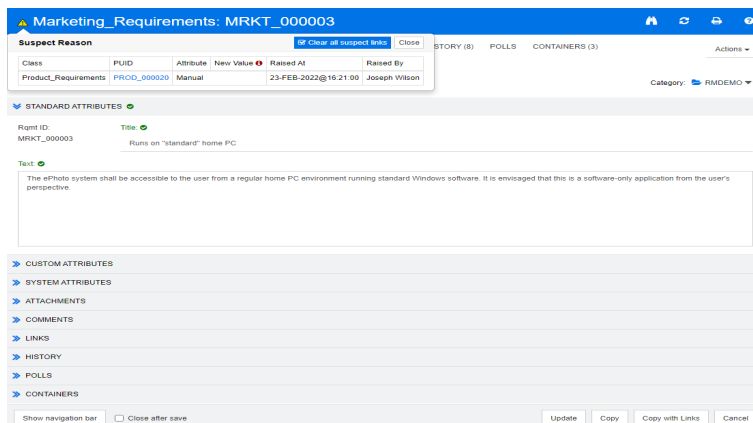 Marketing_Requirements: MRKT_000003
Suspect Reason
Clear all suspect links
Close
STORY (8)
POLLS
CONTAINERS (3)
Actions
Class PUID Attribute New Value Raised At Raised By
Product_Requirements PROD_000020 Manual 23-FEB-2022@16:21:00 Joseph Wilson
Category: RMDEMO
STANDARD ATTRIBUTES
Rqmt ID: Title:
MRKT_000003 Runs on "standard" home PC
Text:
The ePhoto system shall be accessible to the user from a regular home PC environment running standard Windows software. It is envisaged that this is a software-only application from the user's
perspective.
CUSTOM ATTRIBUTES
SYSTEM ATTRIBUTES
ATTACHMENTS
COMMENTS
LINKS
HISTORY
POLLS
CONTAINERS
Show navigation bar Close after save Update Copy Copy with Links Cancel